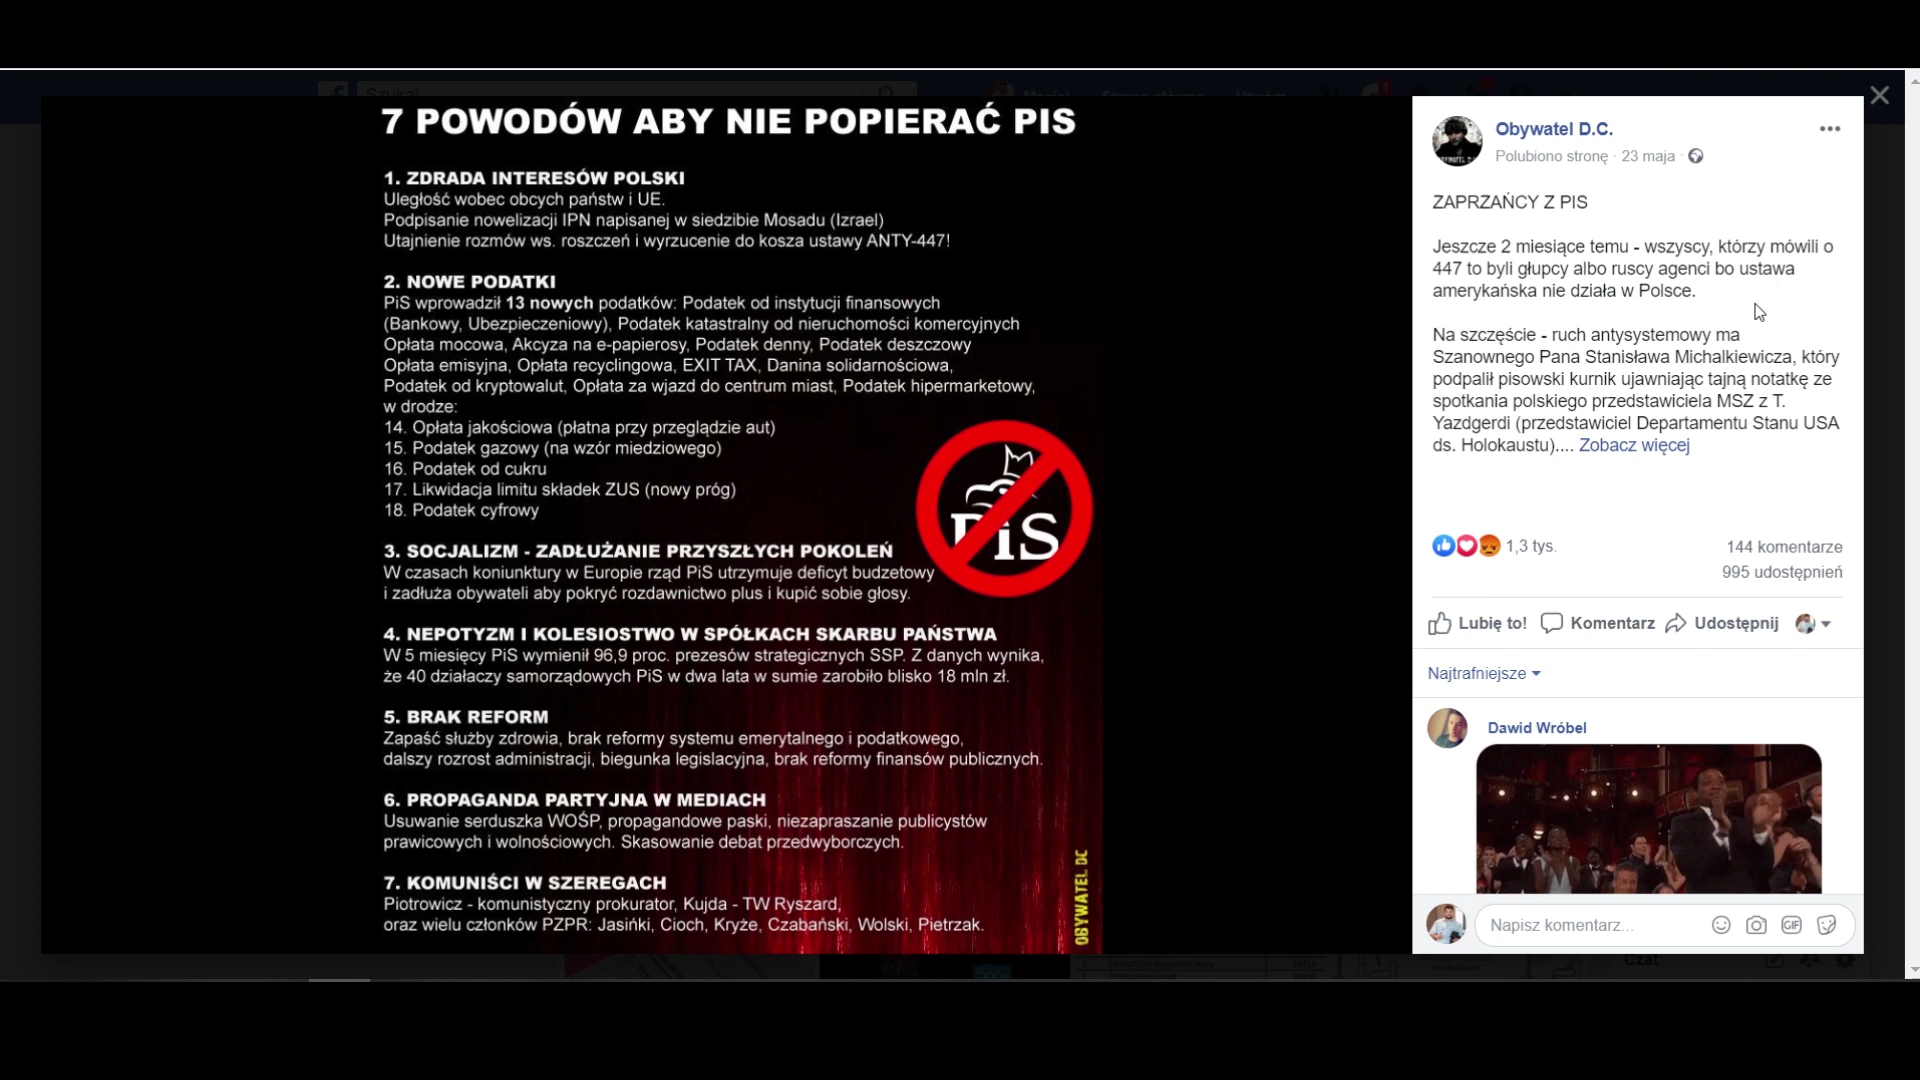 Szukaj
7 POWODÓW ABY NIE POPIERAĆ PIS
1. ZDRADA INTERESÓW POLSKI
Uległość wobec obcych państw i UE.
Podpisanie nowelizacji IPN napisanej w siedzibie Mosadu (Izrael)
Utajnienie rozmów ws. roszczeń i wyrzucenie do kosza ustawy ANTY-447!
2. NOWE PODATKI
PiS wprowadził 13 nowych podatków: Podatek od instytucji finansowych
(Bankowy, Ubezpieczeniowy), Podatek katastralny od nieruchomości komercyjnych
Opłata mocowa, Akcyza na e-papierosy, Podatek denny, Podatek deszczowy
Opłata emisyjna, Opłata recyclingowa, EXIT TAX, Danina solidarnościowa,
Podatek od kryptowalut, Opłata za wjazd do centrum miast, Podatek hipermarketowy,
w drodze:
14. Opłata jakościowa (płatna przy przeglądzie aut)
15. Podatek gazowy (na wzór miedziowego)
16. Podatek od cukru
17. Likwidacja limitu składek ZUS (nowy próg)
18. Podatek cyfrowy
PiS
3. SOCJALIZM - ZADŁUŻANIE PRZYSZŁYCH POKOLEŃ
W czasach koniunktury w Europie rząd PiS utrzymuje deficyt budżetowy
i zadłuża obywateli aby pokryć rozdawnictwo plus i kupić sobie głosy.
4. NEPOTYZM I KOLESIOSTWO W SPÓŁKACH SKARBU PAŃSTWA
W 5 miesięcy PiS wymienił 96,9 proc. prezesów strategicznych SSP. Z danych wynika,
że 40 działaczy samorządowych PiS w dwa lata w sumie zarobiło blisko 18 mln zł.
5. BRAK REFORM
Zapaść służby zdrowia, brak reformy systemu emerytalnego i podatkowego,
dalszy rozrost administracji, biegunka legislacyjna, brak reformy finansów publicznych.
6. PROPAGANDA PARTYJNA W MEDIACH
Usuwanie serduszka WOŚP, propagandowe paski, niezapraszanie publicystów
prawicowych i wolnościowych. Skasowanie debat przedwyborczych.
7. KOMUNIŚCI W SZEREGACH
Piotrowicz - komunistyczny prokurator, Kujda - TW Ryszard,
oraz wielu członków PZPR: Jasińki, Cioch, Kryże, Czabański, Wolski, Pietrzak.
OBYWATEL DC
Obywatel D.C.
Polubiono stronę · 23 maja ·
ZAPRZAŃCY Z PIS
Jeszcze 2 miesiące temu - wszyscy, którzy mówili o
447 to byli głupcy albo ruscy agenci bo ustawa
amerykańska nie działa w Polsce.
Na szczęście - ruch antysystemowy ma
Szanownego Pana Stanisława Michalkiewicza, który
podpalił pisowski kurnik ujawniając tajną notatkę ze
spotkania polskiego przedstawiciela MSZ z T.
Yazdgerdi (przedstawiciel Departamentu Stanu USA
ds. Holokaustu).... Zobacz więcej
1,3 tys.
144 komentarze
995 udostępnień
Lubię to! Komentarz Udostępnij
Najtrafniejsze
Dawid Wróbel
Napisz komentarz...
GIF
Czat